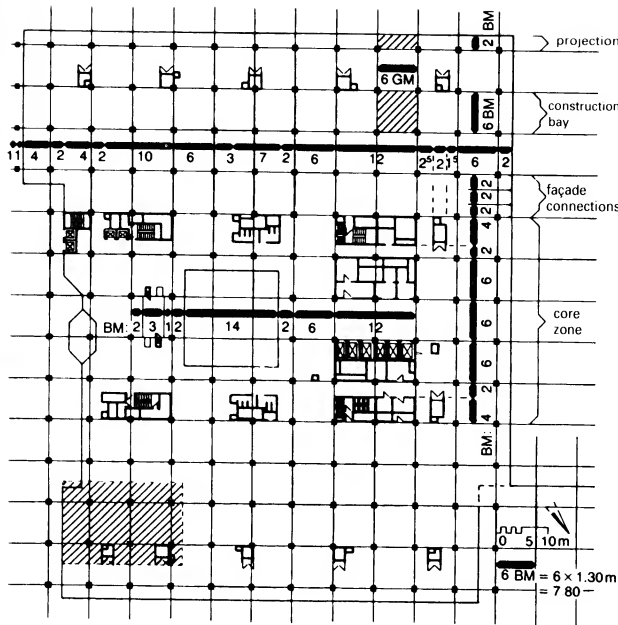 2 BM
projection
6 GM
6 BM
construction bay
11 4 2 4 2 10 6 3 7 2 6 12 2⁵ 2 1⁵ 6 2
2
2
2
façade connections
4
2
6
6
6
2
4
core zone
BM: 2 3 1 2 14 2 6 12
BM:
0 5 10m
6 BM = 6 × 1.30m
= 7 80